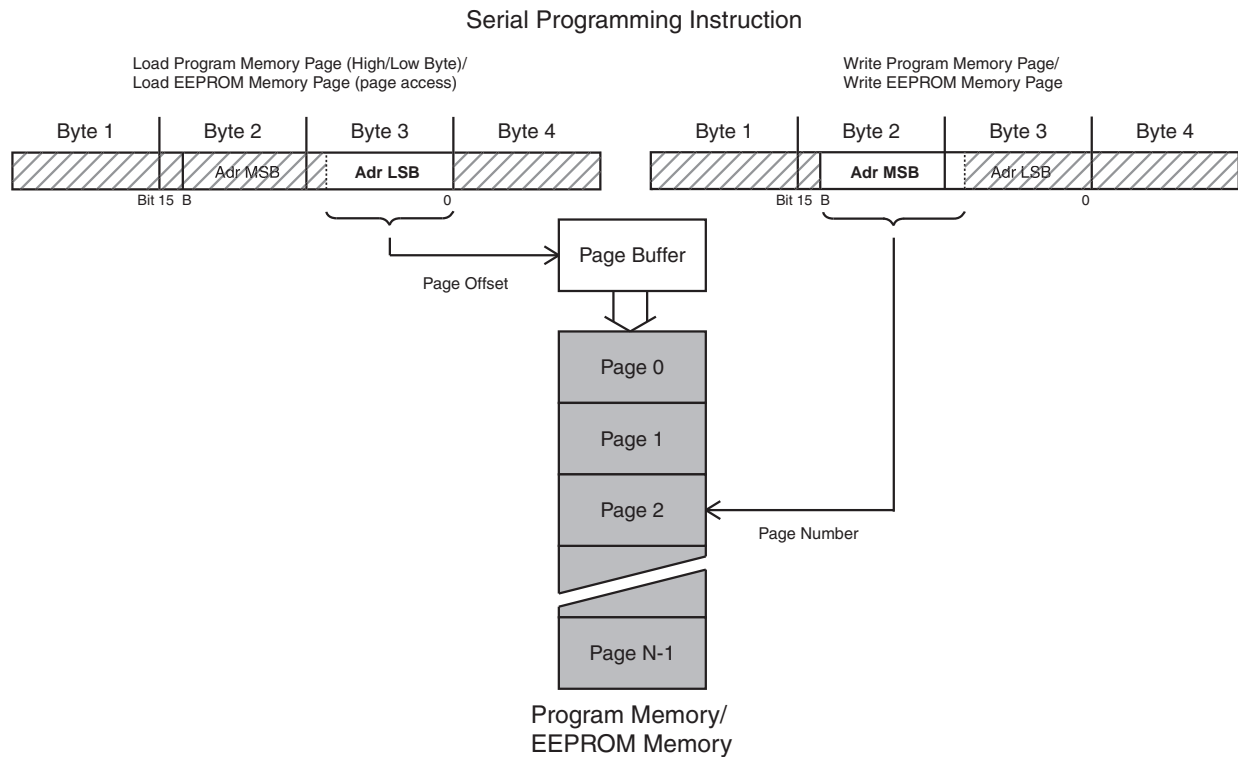 Serial Programming Instruction
Load Program Memory Page (High/Low Byte)/
Load EEPROM Memory Page (page access)
Write Program Memory Page/
Write EEPROM Memory Page
Byte 1 Byte 2 Byte 3 Byte 4
Byte 1 Byte 2 Byte 3 Byte 4
Adr MSB Adr LSB
Adr MSB Adr LSB
Bit 15 B 0
Bit 15 B 0
Page Buffer
Page Offset
Page 0
Page 1
Page 2
Page Number
Page N-1
Program Memory/
EEPROM Memory